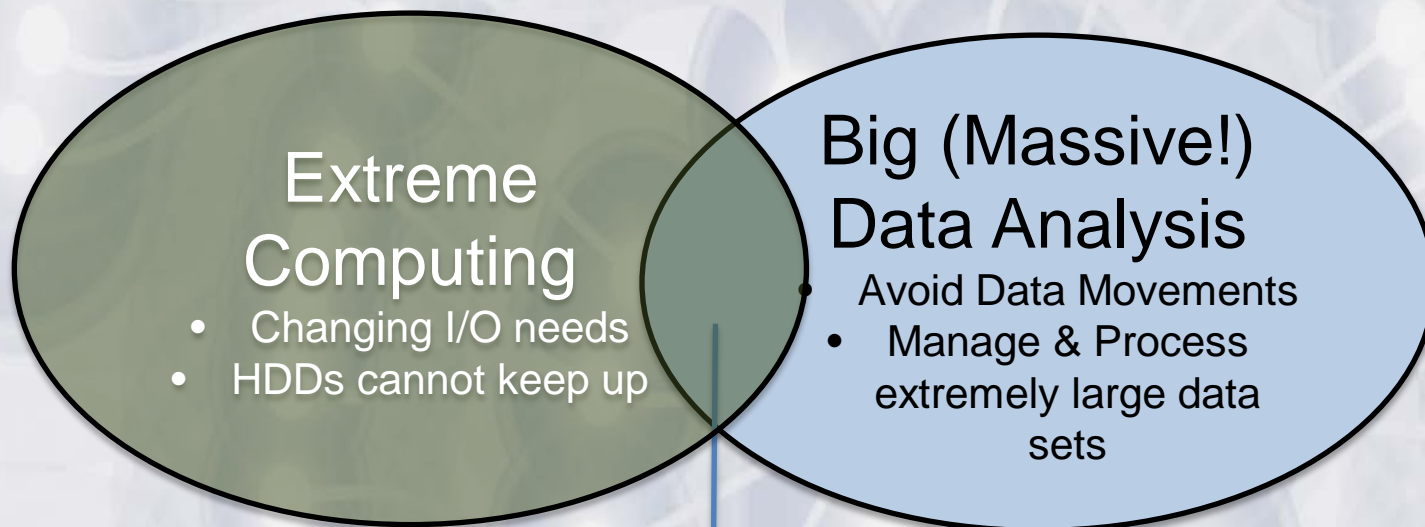 Extreme
Computing
• Changing I/O needs
• HDDs cannot keep up
Big (Massive!)
Data Analysis
• Avoid Data Movements
• Manage & Process
extremely large data
sets